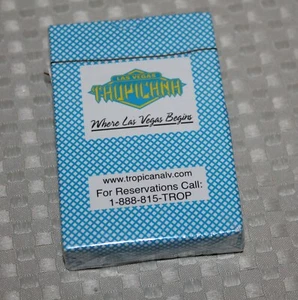 LAS VEGAS
TROPICANA
Where Las Vegas Begins
www.tropicanalv.com
For Reservations Call:
1-888-815-TROP